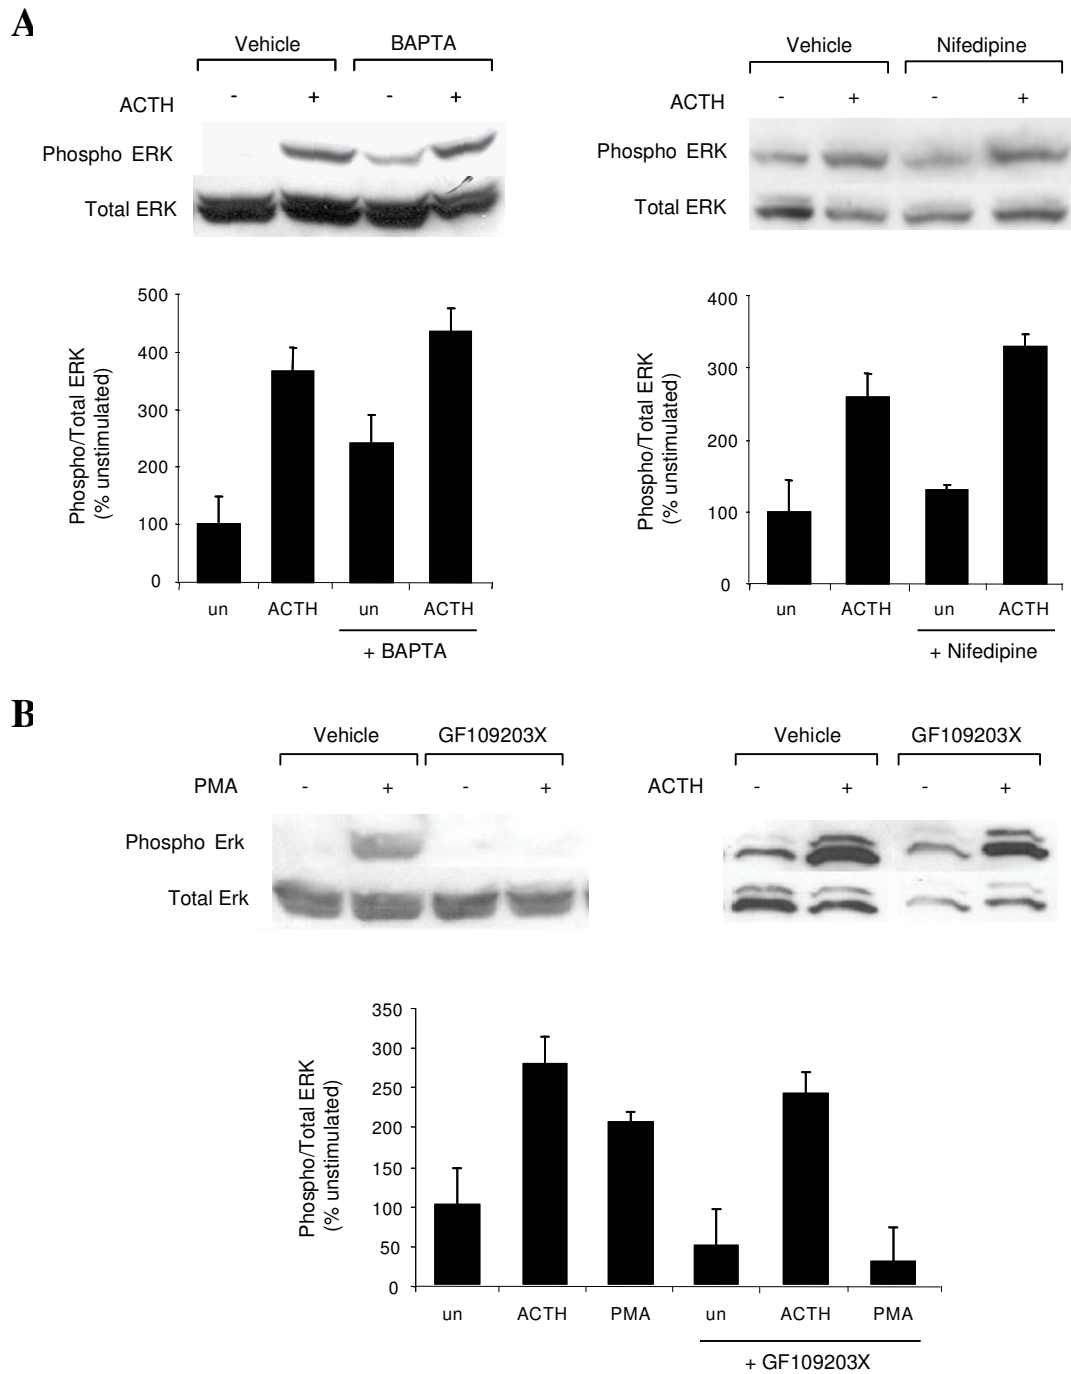 A
Vehicle BAPTA
ACTH - + - +
Phospho ERK
Total ERK
500
400
300
200
100
0
Phospho/Total ERK
(% unstimulated)
un ACTH un ACTH
+ BAPTA
Vehicle Nifedipine
ACTH - + - +
Phospho ERK
Total ERK
400
300
200
100
0
Phospho/Total ERK
(% unstimulated)
un ACTH un ACTH
+ Nifedipine
B
Vehicle GF109203X
PMA - + - +
Phospho Erk
Total Erk
Vehicle GF109203X
ACTH - + - +
350
300
250
200
150
100
50
0
Phospho/Total ERK
(% unstimulated)
un ACTH PMA un ACTH PMA
+ GF109203X